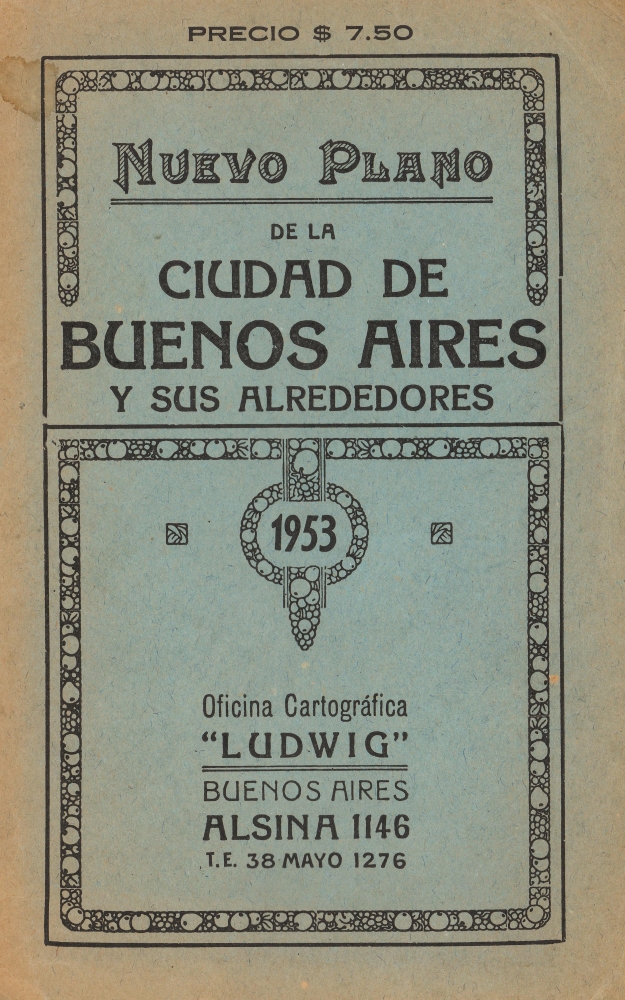 PRECIO $ 7.50
NUEVO PLANO
DE LA
CIUDAD DE
BUENOS AIRES
Y SUS ALREDEDORES
1953
Oficina Cartográfica
"LUDWIG"
BUENOS AIRES
ALSINA 1146
T.E. 38 MAYO 1276